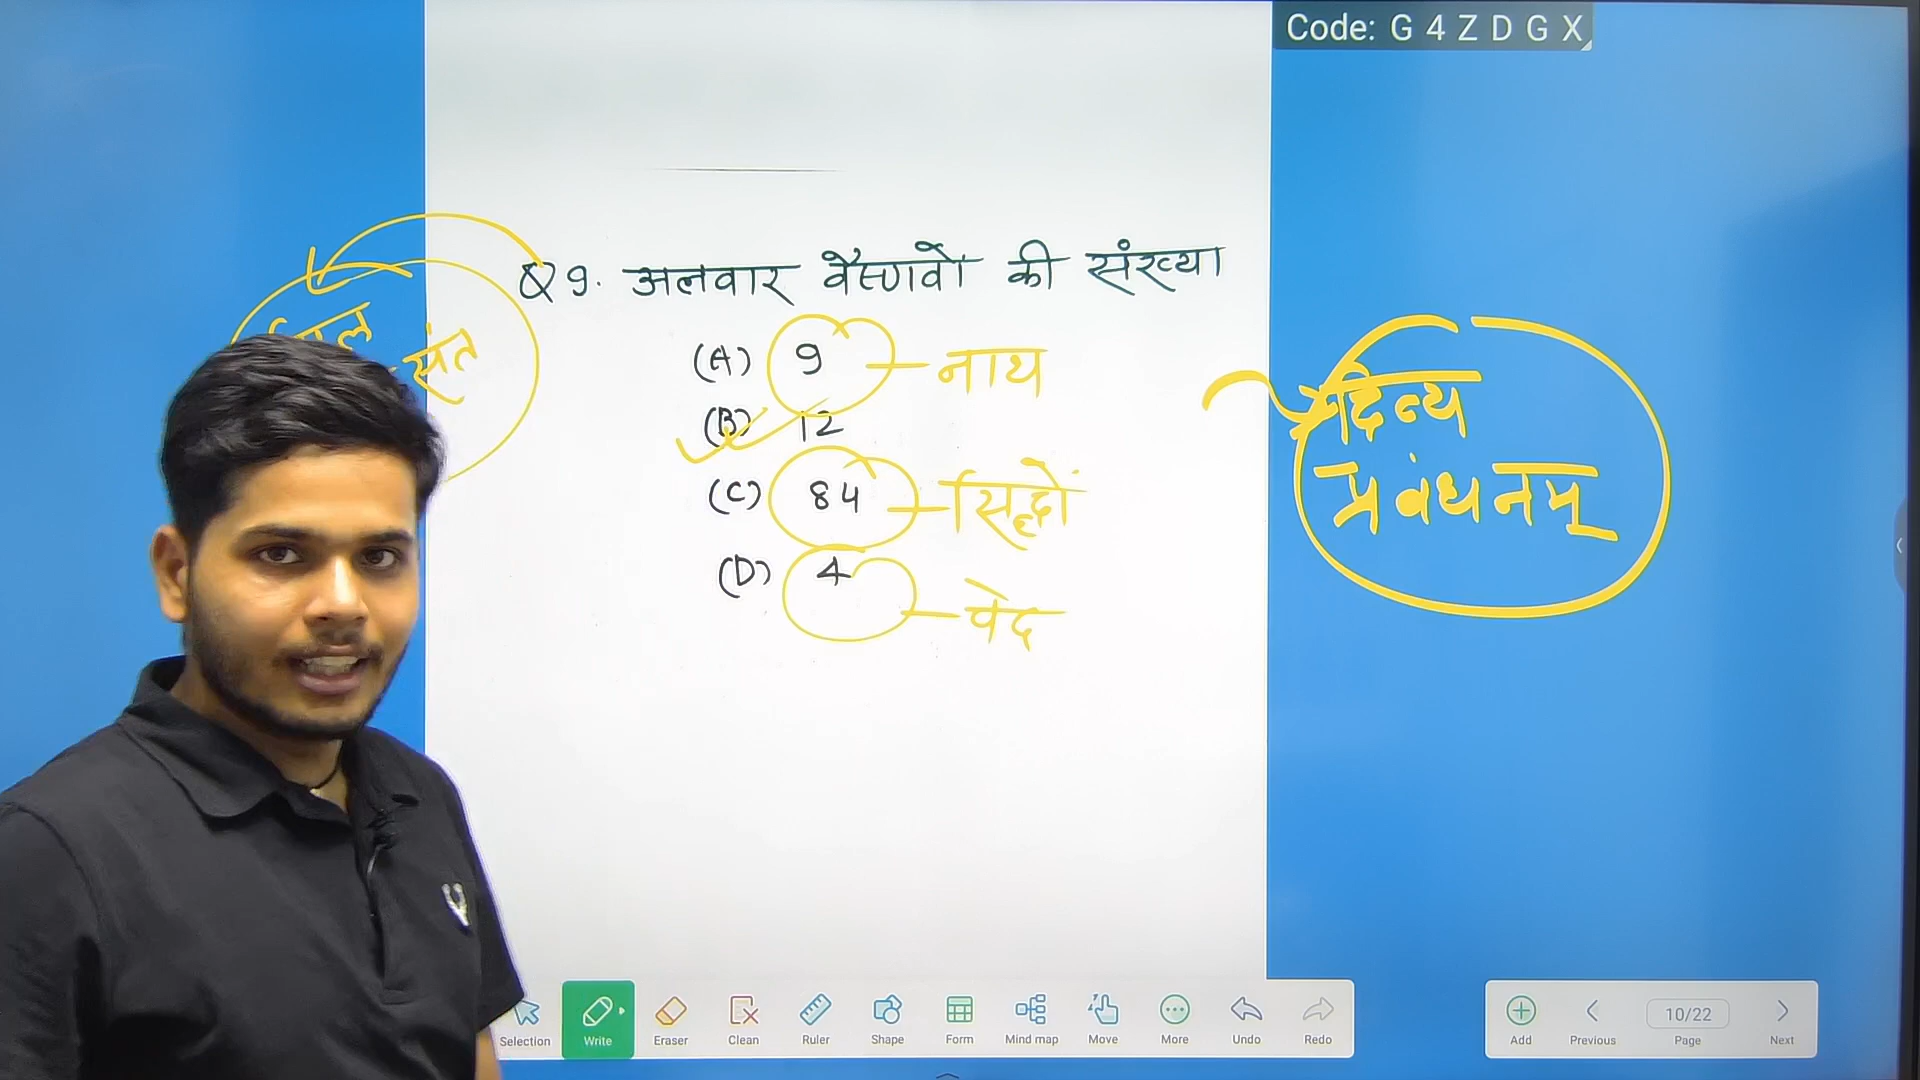 Code: G 4 Z D G X
Q 9. अलवार वैष्णवों की संख्या
(A) 9 – नाथ
(B) 12
(C) 84 – सिद्धों
(D) 4 – वेद
संत
दिव्य
प्रबंधनम्
Selection Write Eraser Clean Ruler Shape Form Mind map Move More Undo Redo
Add Previous 10/22 Page Next